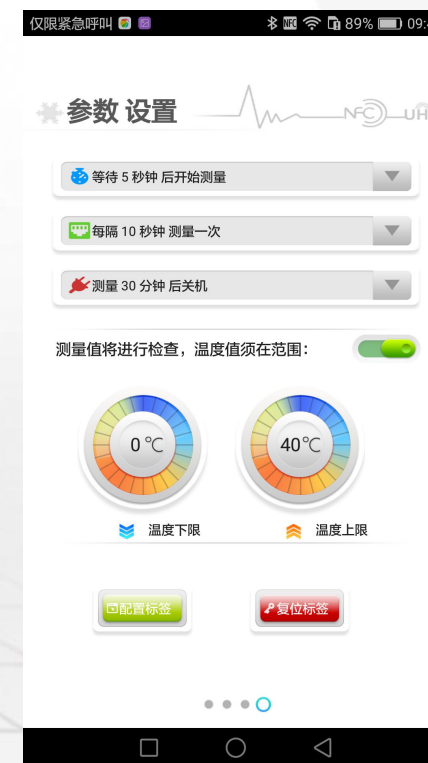 仅限紧急呼叫 NFC 89% 09:4
参数 设置 NFC UH
等待 5 秒钟 后开始测量
每隔 10 秒钟 测量一次
测量 30 分钟 后关机
测量值将进行检查，温度值须在范围：
0 ℃ 40 ℃
温度下限 温度上限
配置标签 复位标签